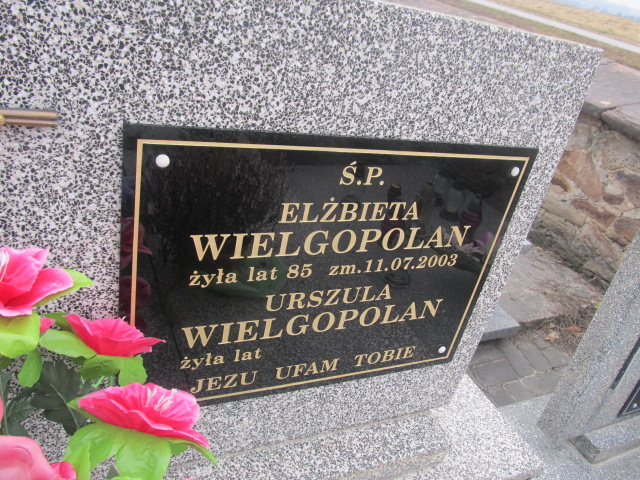 Ś.P.
ELŻBIETA
WIELGOPOLAN
żyła lat 85 zm. 11.07.2003
URSZULA
WIELGOPOLAN
żyła lat
JEZU UFAM TOBIE